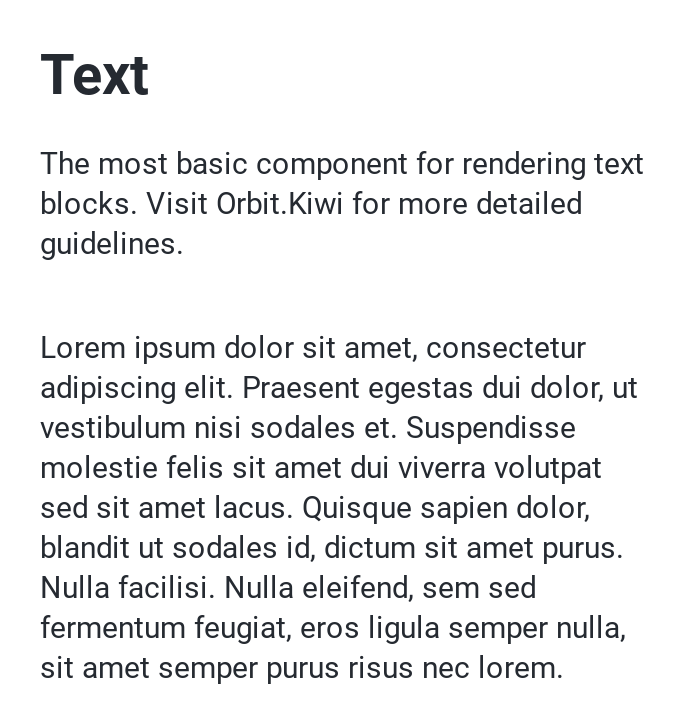 Text
The most basic component for rendering text
blocks. Visit Orbit.Kiwi for more detailed
guidelines.
Lorem ipsum dolor sit amet, consectetur
adipiscing elit. Praesent egestas dui dolor, ut
vestibulum nisi sodales et. Suspendisse
molestie felis sit amet dui viverra volutpat
sed sit amet lacus. Quisque sapien dolor,
blandit ut sodales id, dictum sit amet purus.
Nulla facilisi. Nulla eleifend, sem sed
fermentum feugiat, eros ligula semper nulla,
sit amet semper purus risus nec lorem.